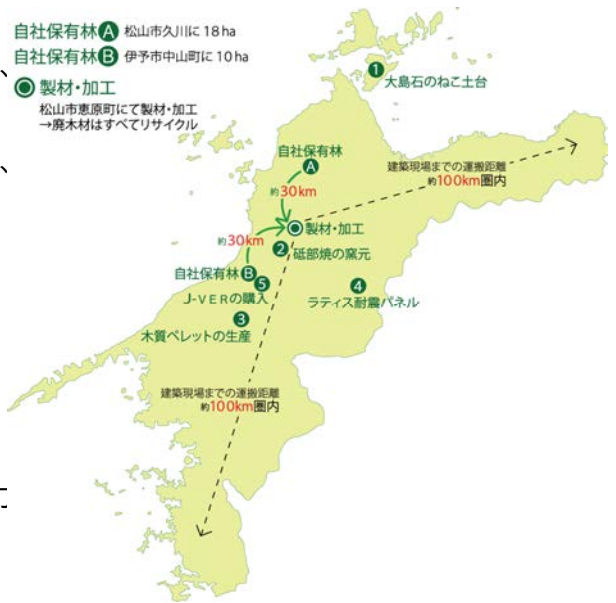 自社保有林A 松山市久川に18ha
自社保有林B 伊予市中山町に10ha
製材・加工
松山市恵原町にて製材・加工
→廃木材はすべてリサイクル
、
、
1
大島石のねこ土台
自社保有林
A
約30km
建築現場までの運搬距離
約100km圏内
製材・加工
約30km
2 砥部焼の窯元
自社保有林B
5
J-VERの購入
4
ラティス耐震パネル
3
木質ペレットの生産
建築現場までの運搬距離
約100km圏内